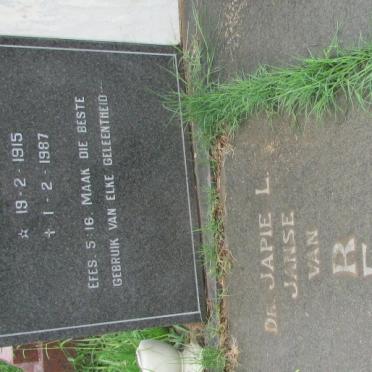 ☆ 19-2-1915
✝ 1-2-1987
EFES 5:16. MAAK DIE BESTE
GEBRUIK VAN ELKE GELEENTHEID...
DR. JAPIE L.
JANSE
VAN
R